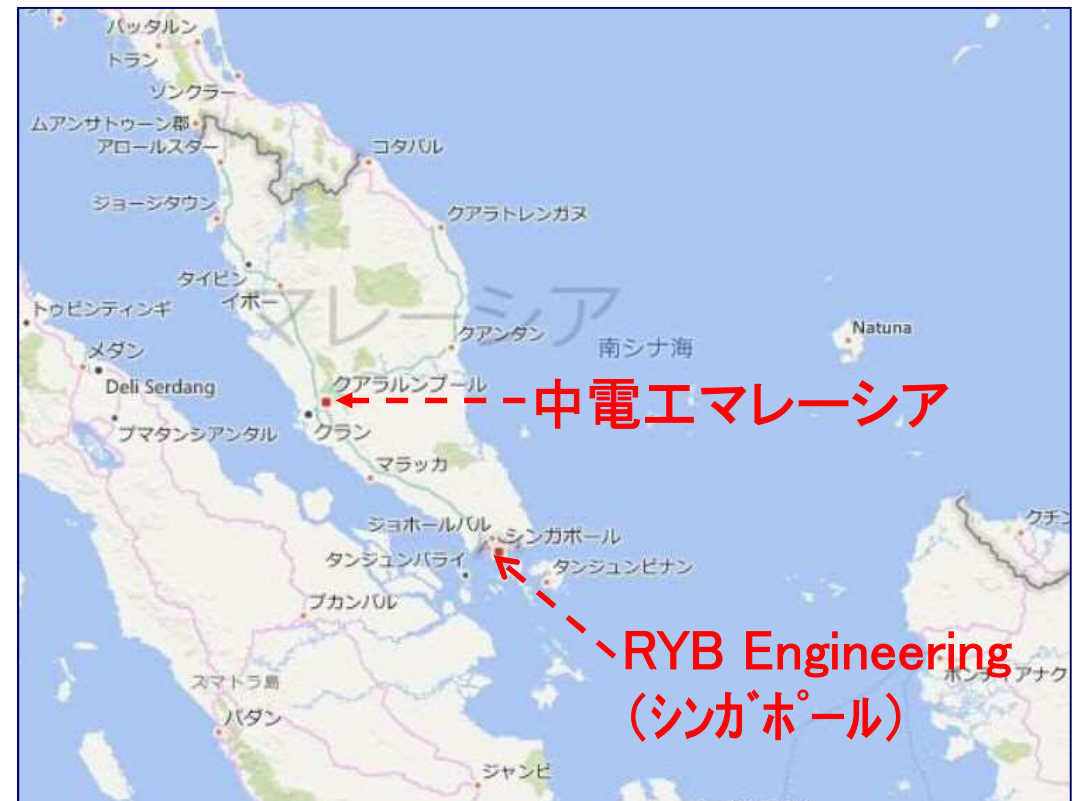 パッタルン
トラン
ソンクラー
ムアンサトゥーン郡
アロールスター
コタバル
ジョージタウン
クアラトレンガヌ
タイピン
イポー
マレーシア
トゥビンティンギ
クアンタン
南シナ海
Natuna
メダン
Deli Serdang
クアラルンプール
中電工マレーシア
プマタンシアンタル
クラン
マラッカ
ジョホールバル
シンガポール
クチン
タンジュンバライ
タンジュンピナン
プカンバル
RYB Engineering
(シンガポール)
ポンティアナク
スマトラ島
パダン
ジャンビ